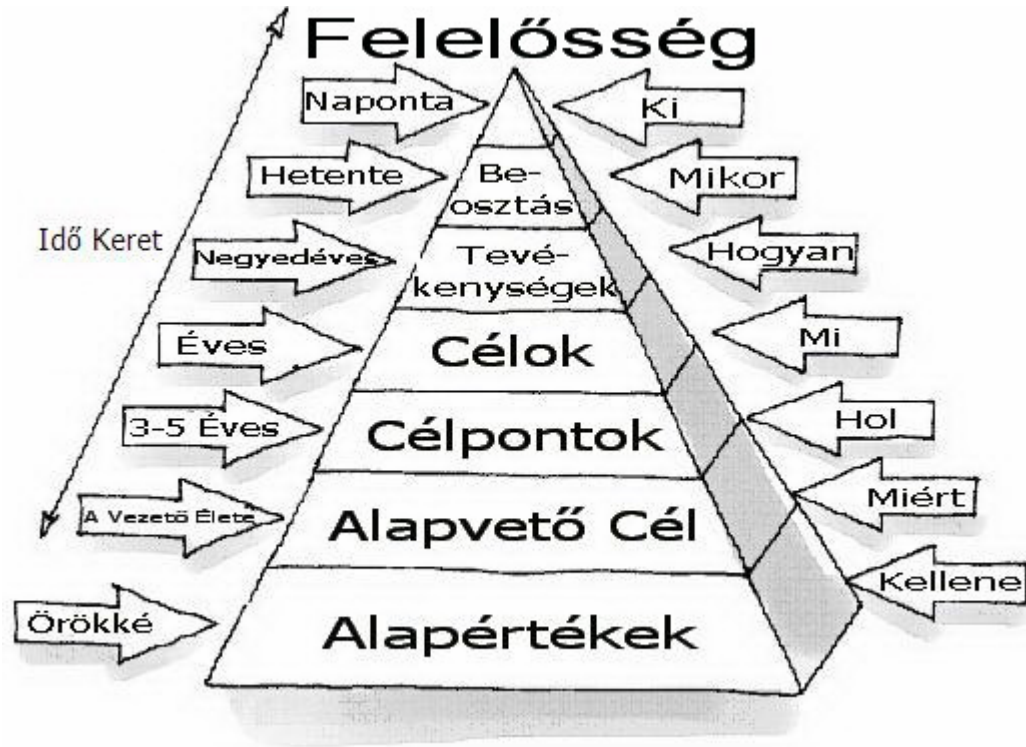 Felelősség
Naponta
Ki
Hetente
Be-
osztás
Mikor
Idő Keret
Negyedéves
Tevé-
kenységek
Hogyan
Éves
Célok
Mi
3-5 Éves
Célpontok
Hol
A Vezető Élete
Alapvető Cél
Miért
Örökké
Alapértékek
Kellene